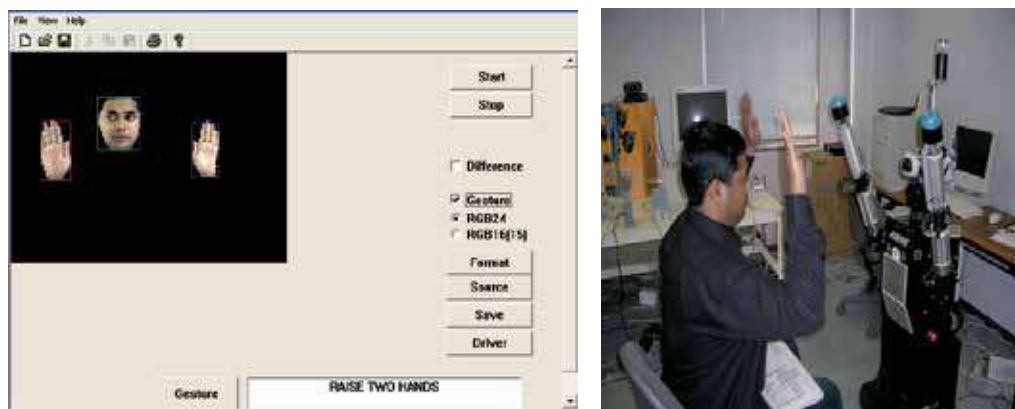 File View Help
Start
Stop
Difference
Gesture
RGB24
RGB16(15)
Format
Source
Save
Driver
Gesture
RAISE TWO HANDS